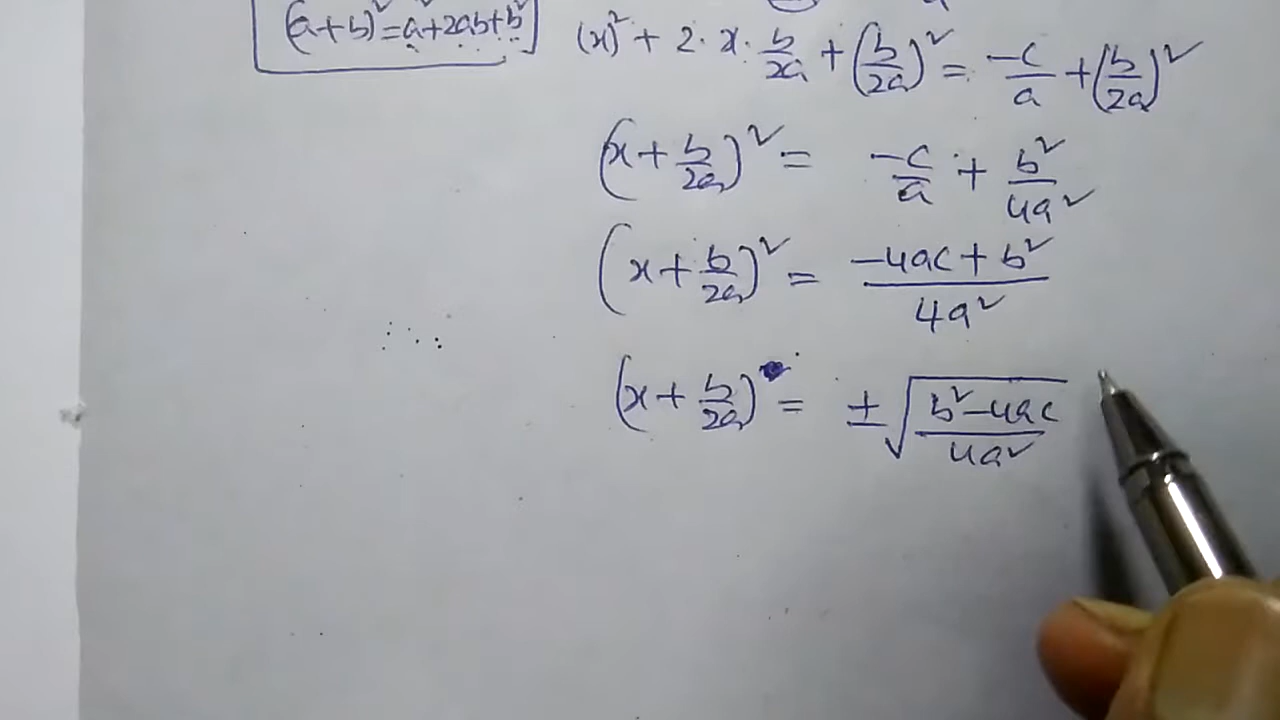 (a+b)²=a²+2ab+b²
(x)² + 2·x·b/2a + (b/2a)² = -c/a + (b/2a)²
(x + b/2a)² = -c/a + b²/4a²
(x + b/2a)² = -4ac + b²/4a²
(x + b/2a) = ±√b²-4ac/4a²